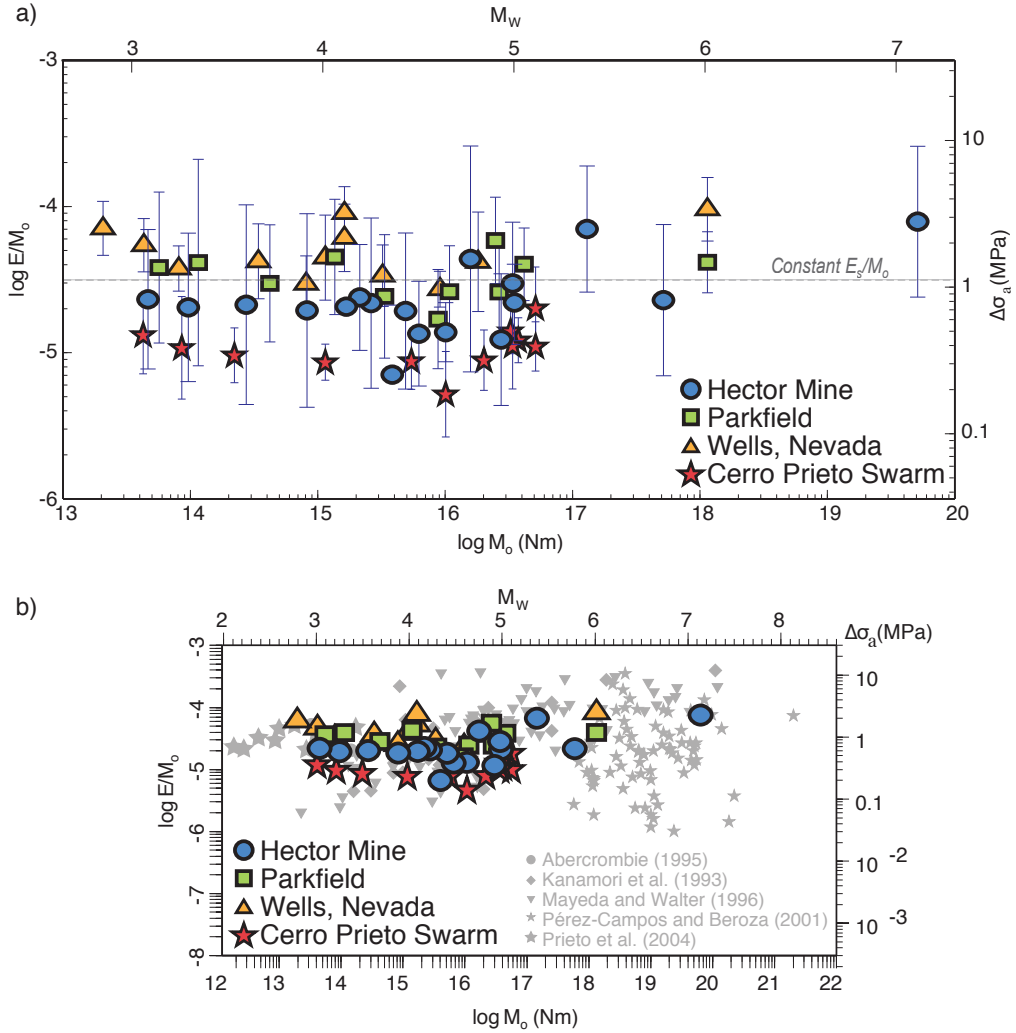 a)
M_W
3 4 5 6 7
-3
-4
-5
-6
log E/M_o
10
1
0.1
Δσ_a(MPa)
Constant E_s/M_o
Hector Mine
Parkfield
Wells, Nevada
Cerro Prieto Swarm
13 14 15 16 17 18 19 20
log M_o (Nm)
b)
M_W
2 3 4 5 6 7 8
Δσ_a(MPa)
-3
-4
-5
-6
-7
-8
log E/M_o
10
1
0.1
10 -2
10 -3
Hector Mine
Parkfield
Wells, Nevada
Cerro Prieto Swarm
Abercrombie (1995)
Kanamori et al. (1993)
Mayeda and Walter (1996)
Pérez-Campos and Beroza (2001)
Prieto et al. (2004)
12 13 14 15 16 17 18 19 20 21 22
log M_o (Nm)